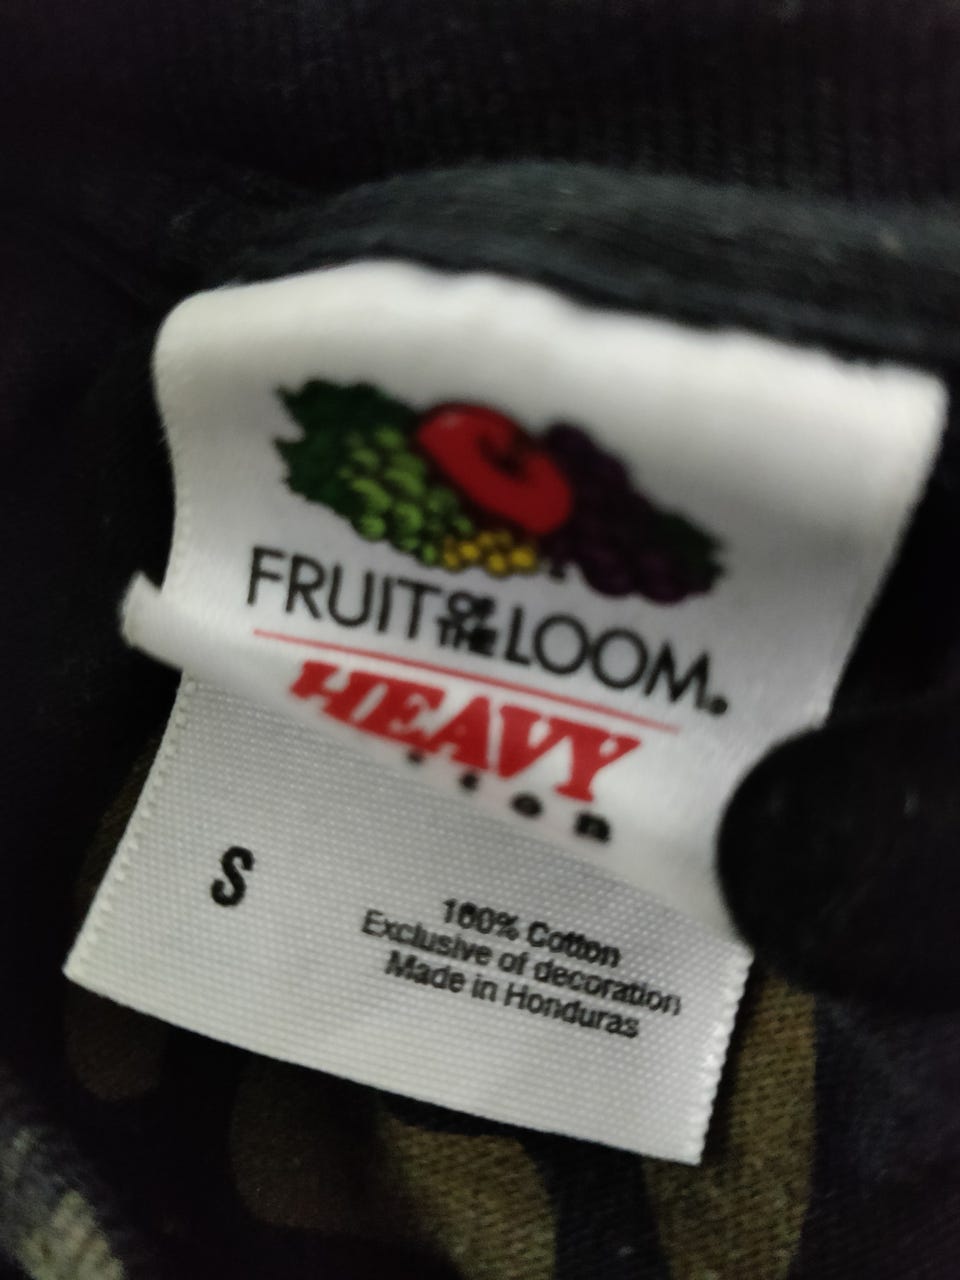 FRUIT OF THE LOOM.
HEAVY
S
100% Cotton
Exclusive of decoration
Made in Honduras